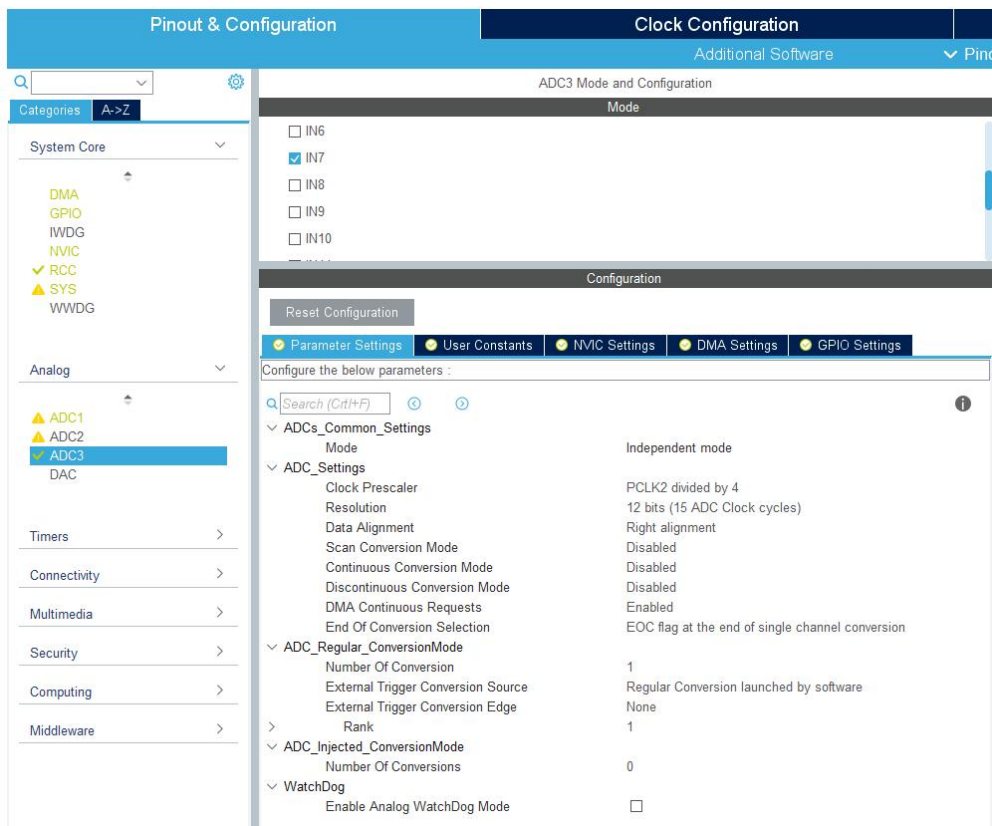 Pinout & Configuration
Clock Configuration
Additional Software
Pino
Categories
A->Z
System Core
DMA
GPIO
IWDG
NVIC
RCC
SYS
WWDG
Analog
ADC1
ADC2
ADC3
DAC
Timers
Connectivity
Multimedia
Security
Computing
Middleware
ADC3 Mode and Configuration
Mode
IN6
IN7
IN8
IN9
IN10
Configuration
Reset Configuration
Parameter Settings
User Constants
NVIC Settings
DMA Settings
GPIO Settings
Configure the below parameters :
Search (Crtl+F)
ADCs_Common_Settings
Mode Independent mode
ADC_Settings
Clock Prescaler PCLK2 divided by 4
Resolution 12 bits (15 ADC Clock cycles)
Data Alignment Right alignment
Scan Conversion Mode Disabled
Continuous Conversion Mode Disabled
Discontinuous Conversion Mode Disabled
DMA Continuous Requests Enabled
End Of Conversion Selection EOC flag at the end of single channel conversion
ADC_Regular_ConversionMode
Number Of Conversion 1
External Trigger Conversion Source Regular Conversion launched by software
External Trigger Conversion Edge None
Rank 1
ADC_Injected_ConversionMode
Number Of Conversions 0
WatchDog
Enable Analog WatchDog Mode